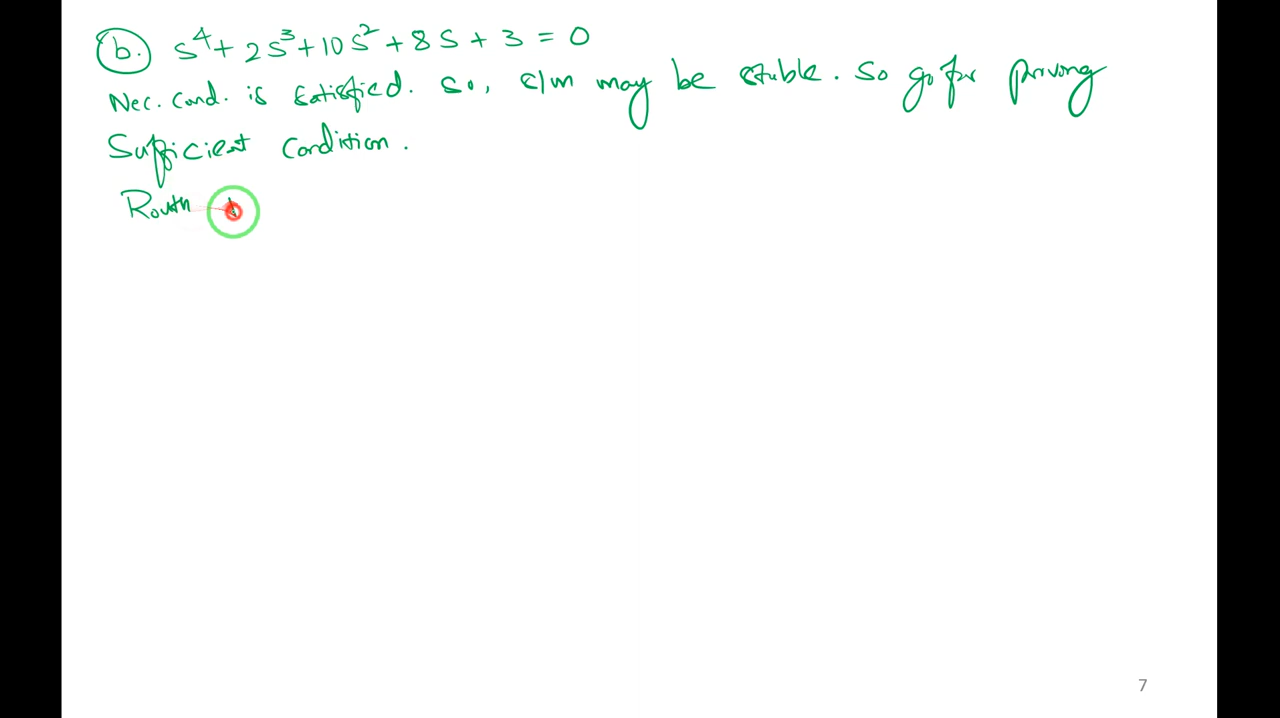 b. s⁴ + 2s³ + 10s² + 8s + 3 = 0
Nec. Cond. is satisfied. So, s/m may be stable. So go for proving
Sufficient Condition.
Routh
7